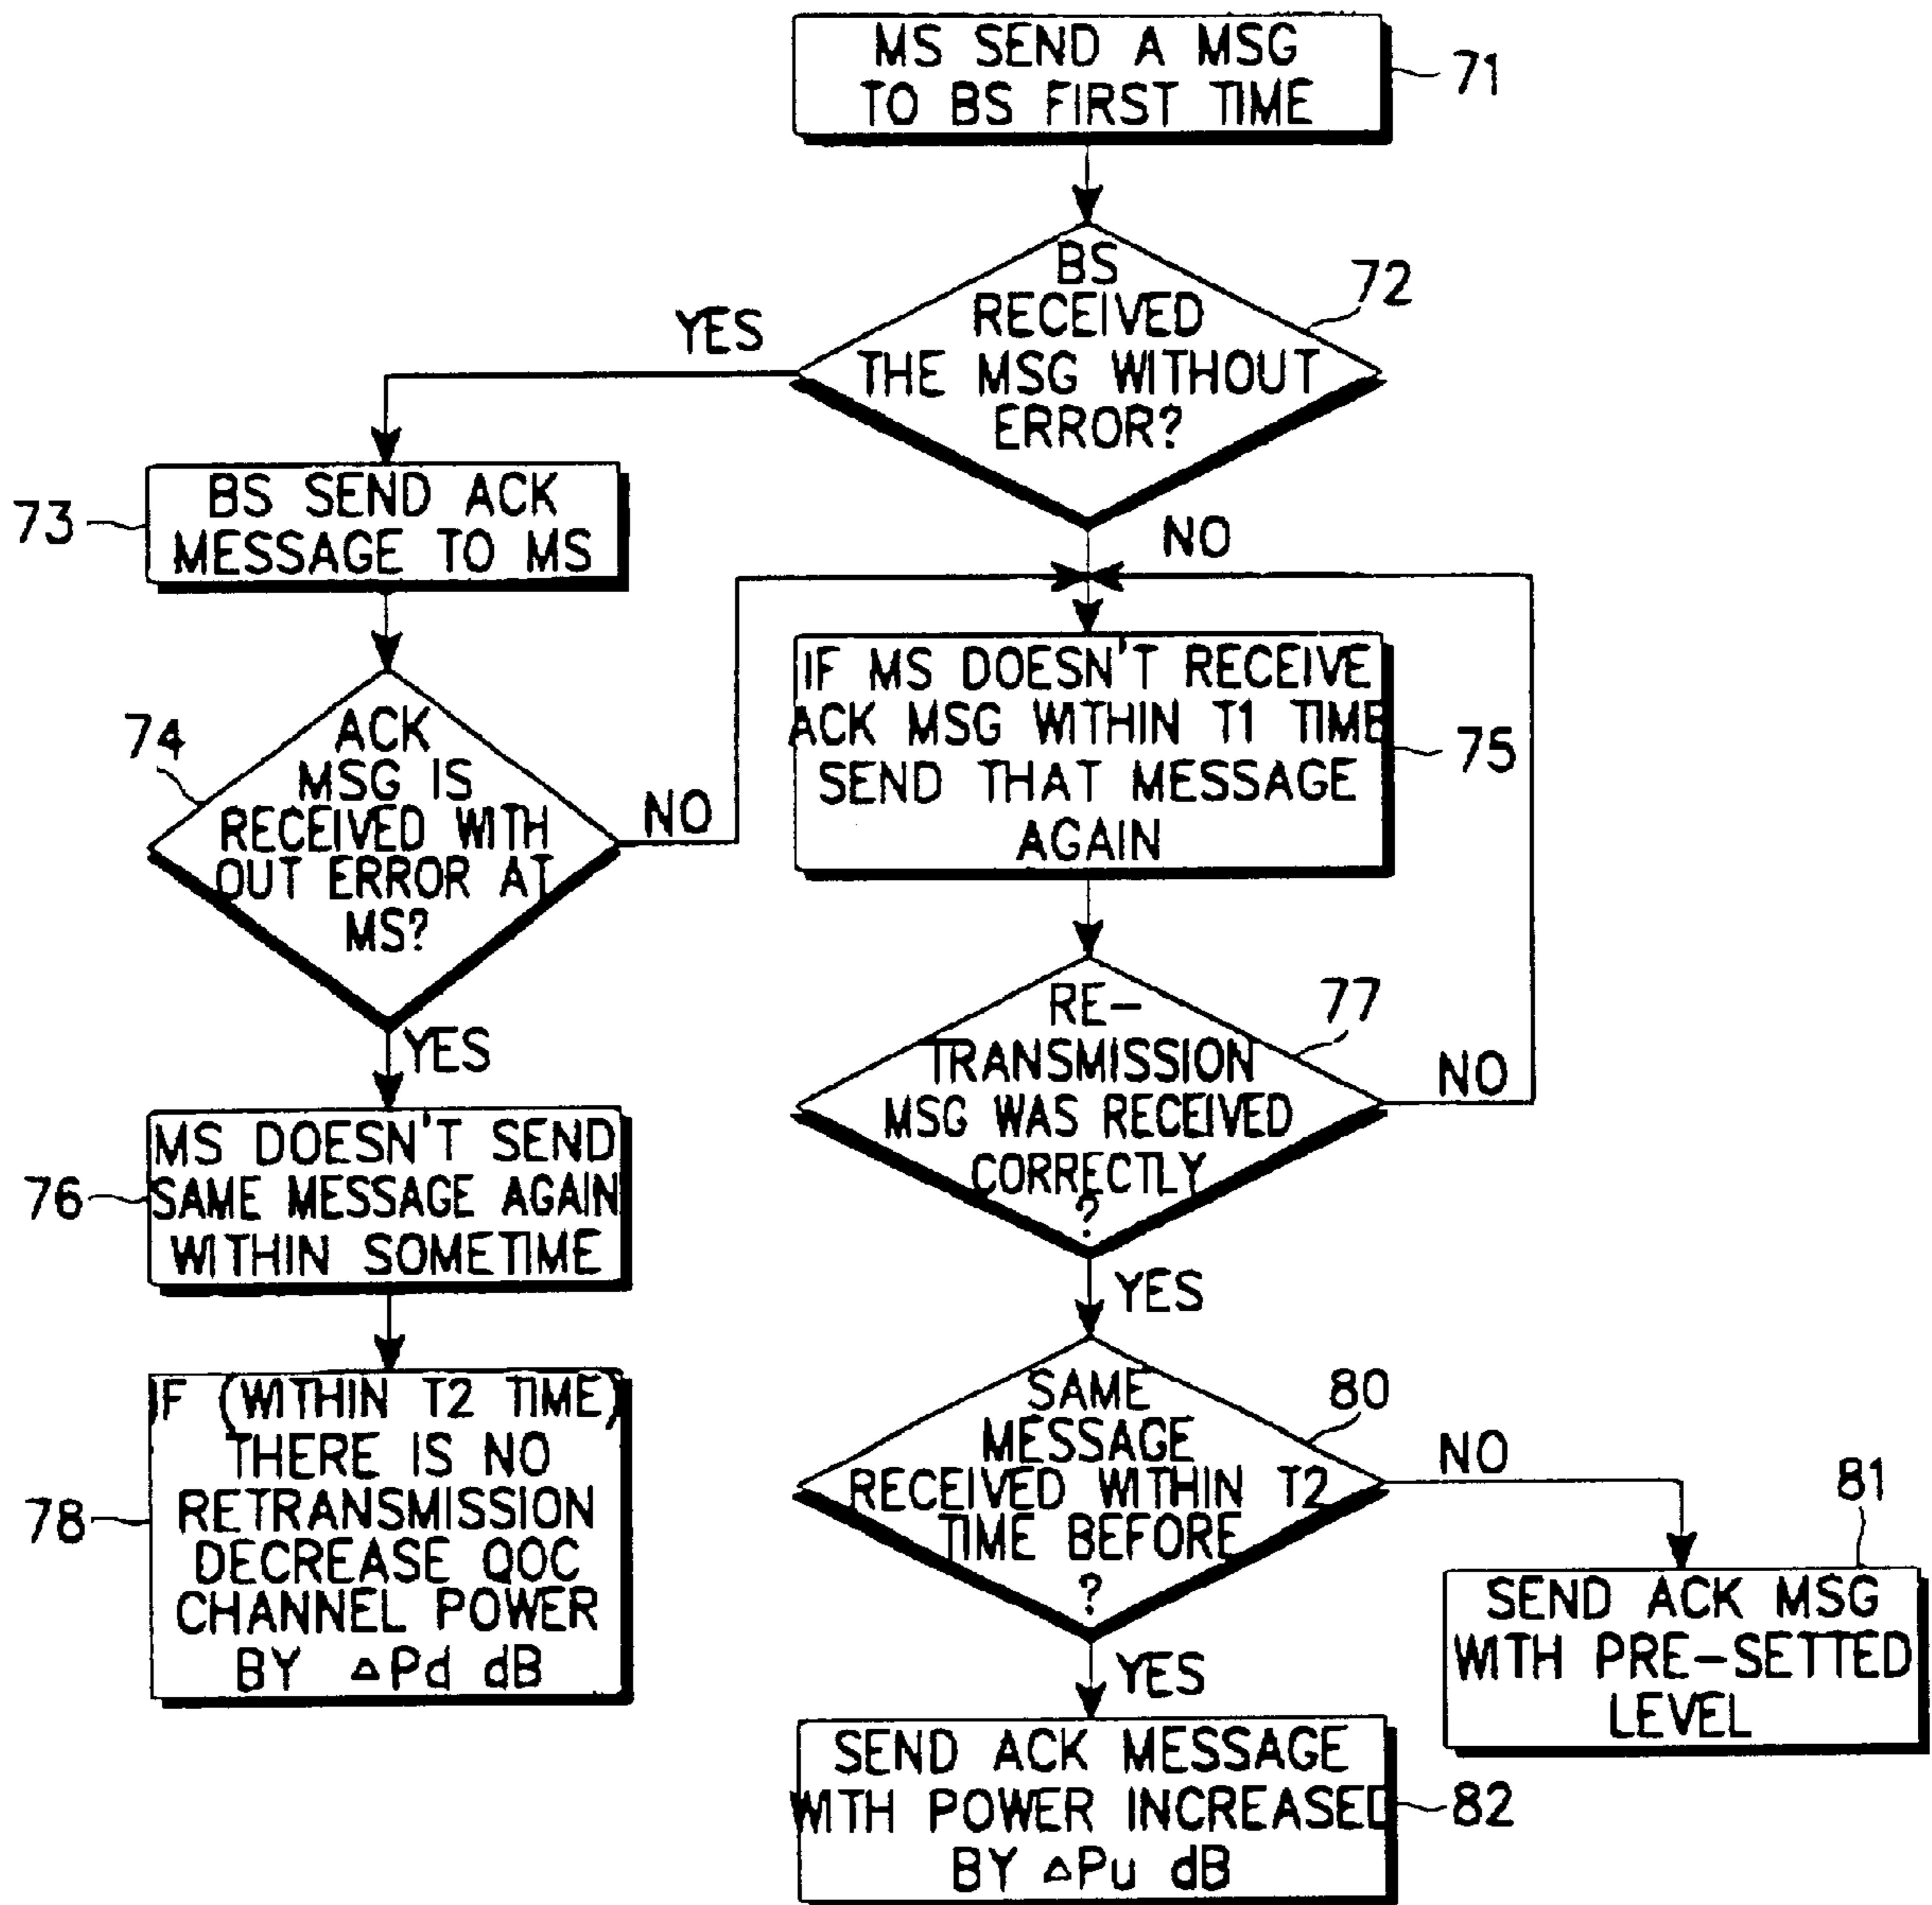 MS SEND A MSG
TO BS FIRST TIME
71
BS
RECEIVED
THE MSG WITHOUT
ERROR?
72
YES
NO
BS SEND ACK
MESSAGE TO MS
73
ACK
MSG IS
RECEIVED WITH
OUT ERROR AT
MS?
74
NO
YES
IF MS DOESN'T RECEIVE
ACK MSG WITHIN T1 TIME
SEND THAT MESSAGE
AGAIN
75
RE-
TRANSMISSION
MSG WAS RECEIVED
CORRECTLY
?
77
NO
YES
MS DOESN'T SEND
SAME MESSAGE AGAIN
WITHIN SOMETIME
76
IF (WITHIN T2 TIME)
THERE IS NO
RETRANSMISSION
DECREASE QOC
CHANNEL POWER
BY △Pd dB
78
SAME
MESSAGE
RECEIVED WITHIN T2
TIME BEFORE
?
80
NO
YES
81
SEND ACK MSG
WITH PRE-SETTED
LEVEL
SEND ACK MESSAGE
WITH POWER INCREASED
BY △Pu dB
82